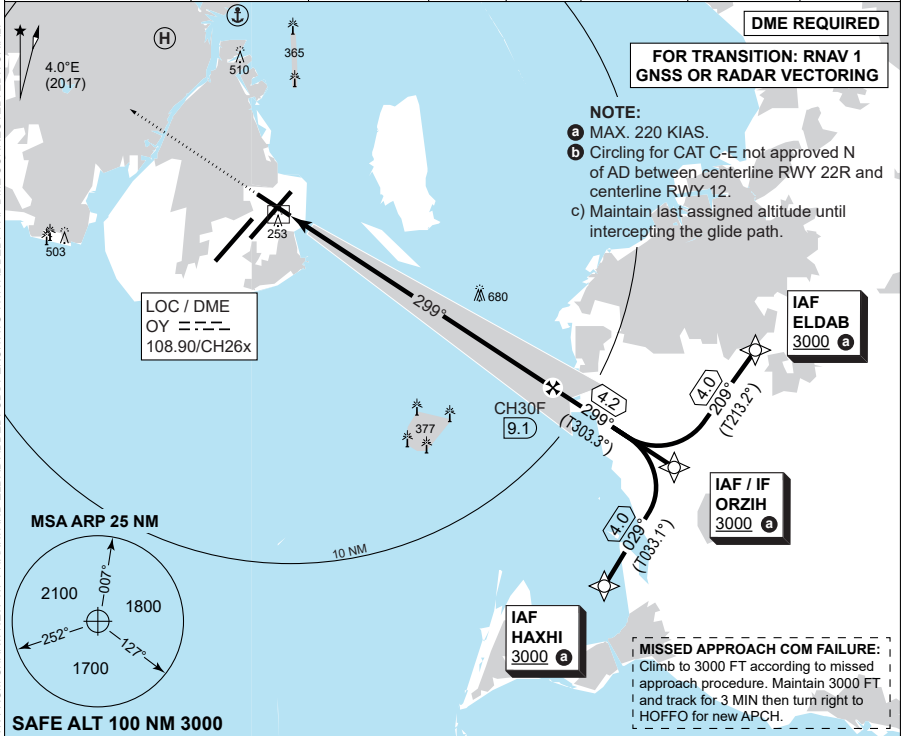 DME REQUIRED
FOR TRANSITION: RNAV 1
GNSS OR RADAR VECTORING
H
365
510
4.0°E
(2017)
NOTE:
a MAX. 220 KIAS.
b Circling for CAT C-E not approved N
of AD between centerline RWY 22R and
centerline RWY 12.
c) Maintain last assigned altitude until
intercepting the glide path.
253
503
LOC / DME
OY
108.90/CH26x
299°
680
IAF
ELDAB
3000 a
4.0
209°
(T213.2°)
4.2
299°
(T303.3°)
CH30F
9.1
377
IAF / IF
ORZIH
3000 a
4.0
029°
(T033.1°)
10 NM
IAF
HAXHI
3000 a
MSA ARP 25 NM
007°
2100
1800
252°
127°
1700
SAFE ALT 100 NM 3000
MISSED APPROACH COM FAILURE:
Climb to 3000 FT according to missed
approach procedure. Maintain 3000 FT
and track for 3 MIN then turn right to
HOFFO for new APCH.